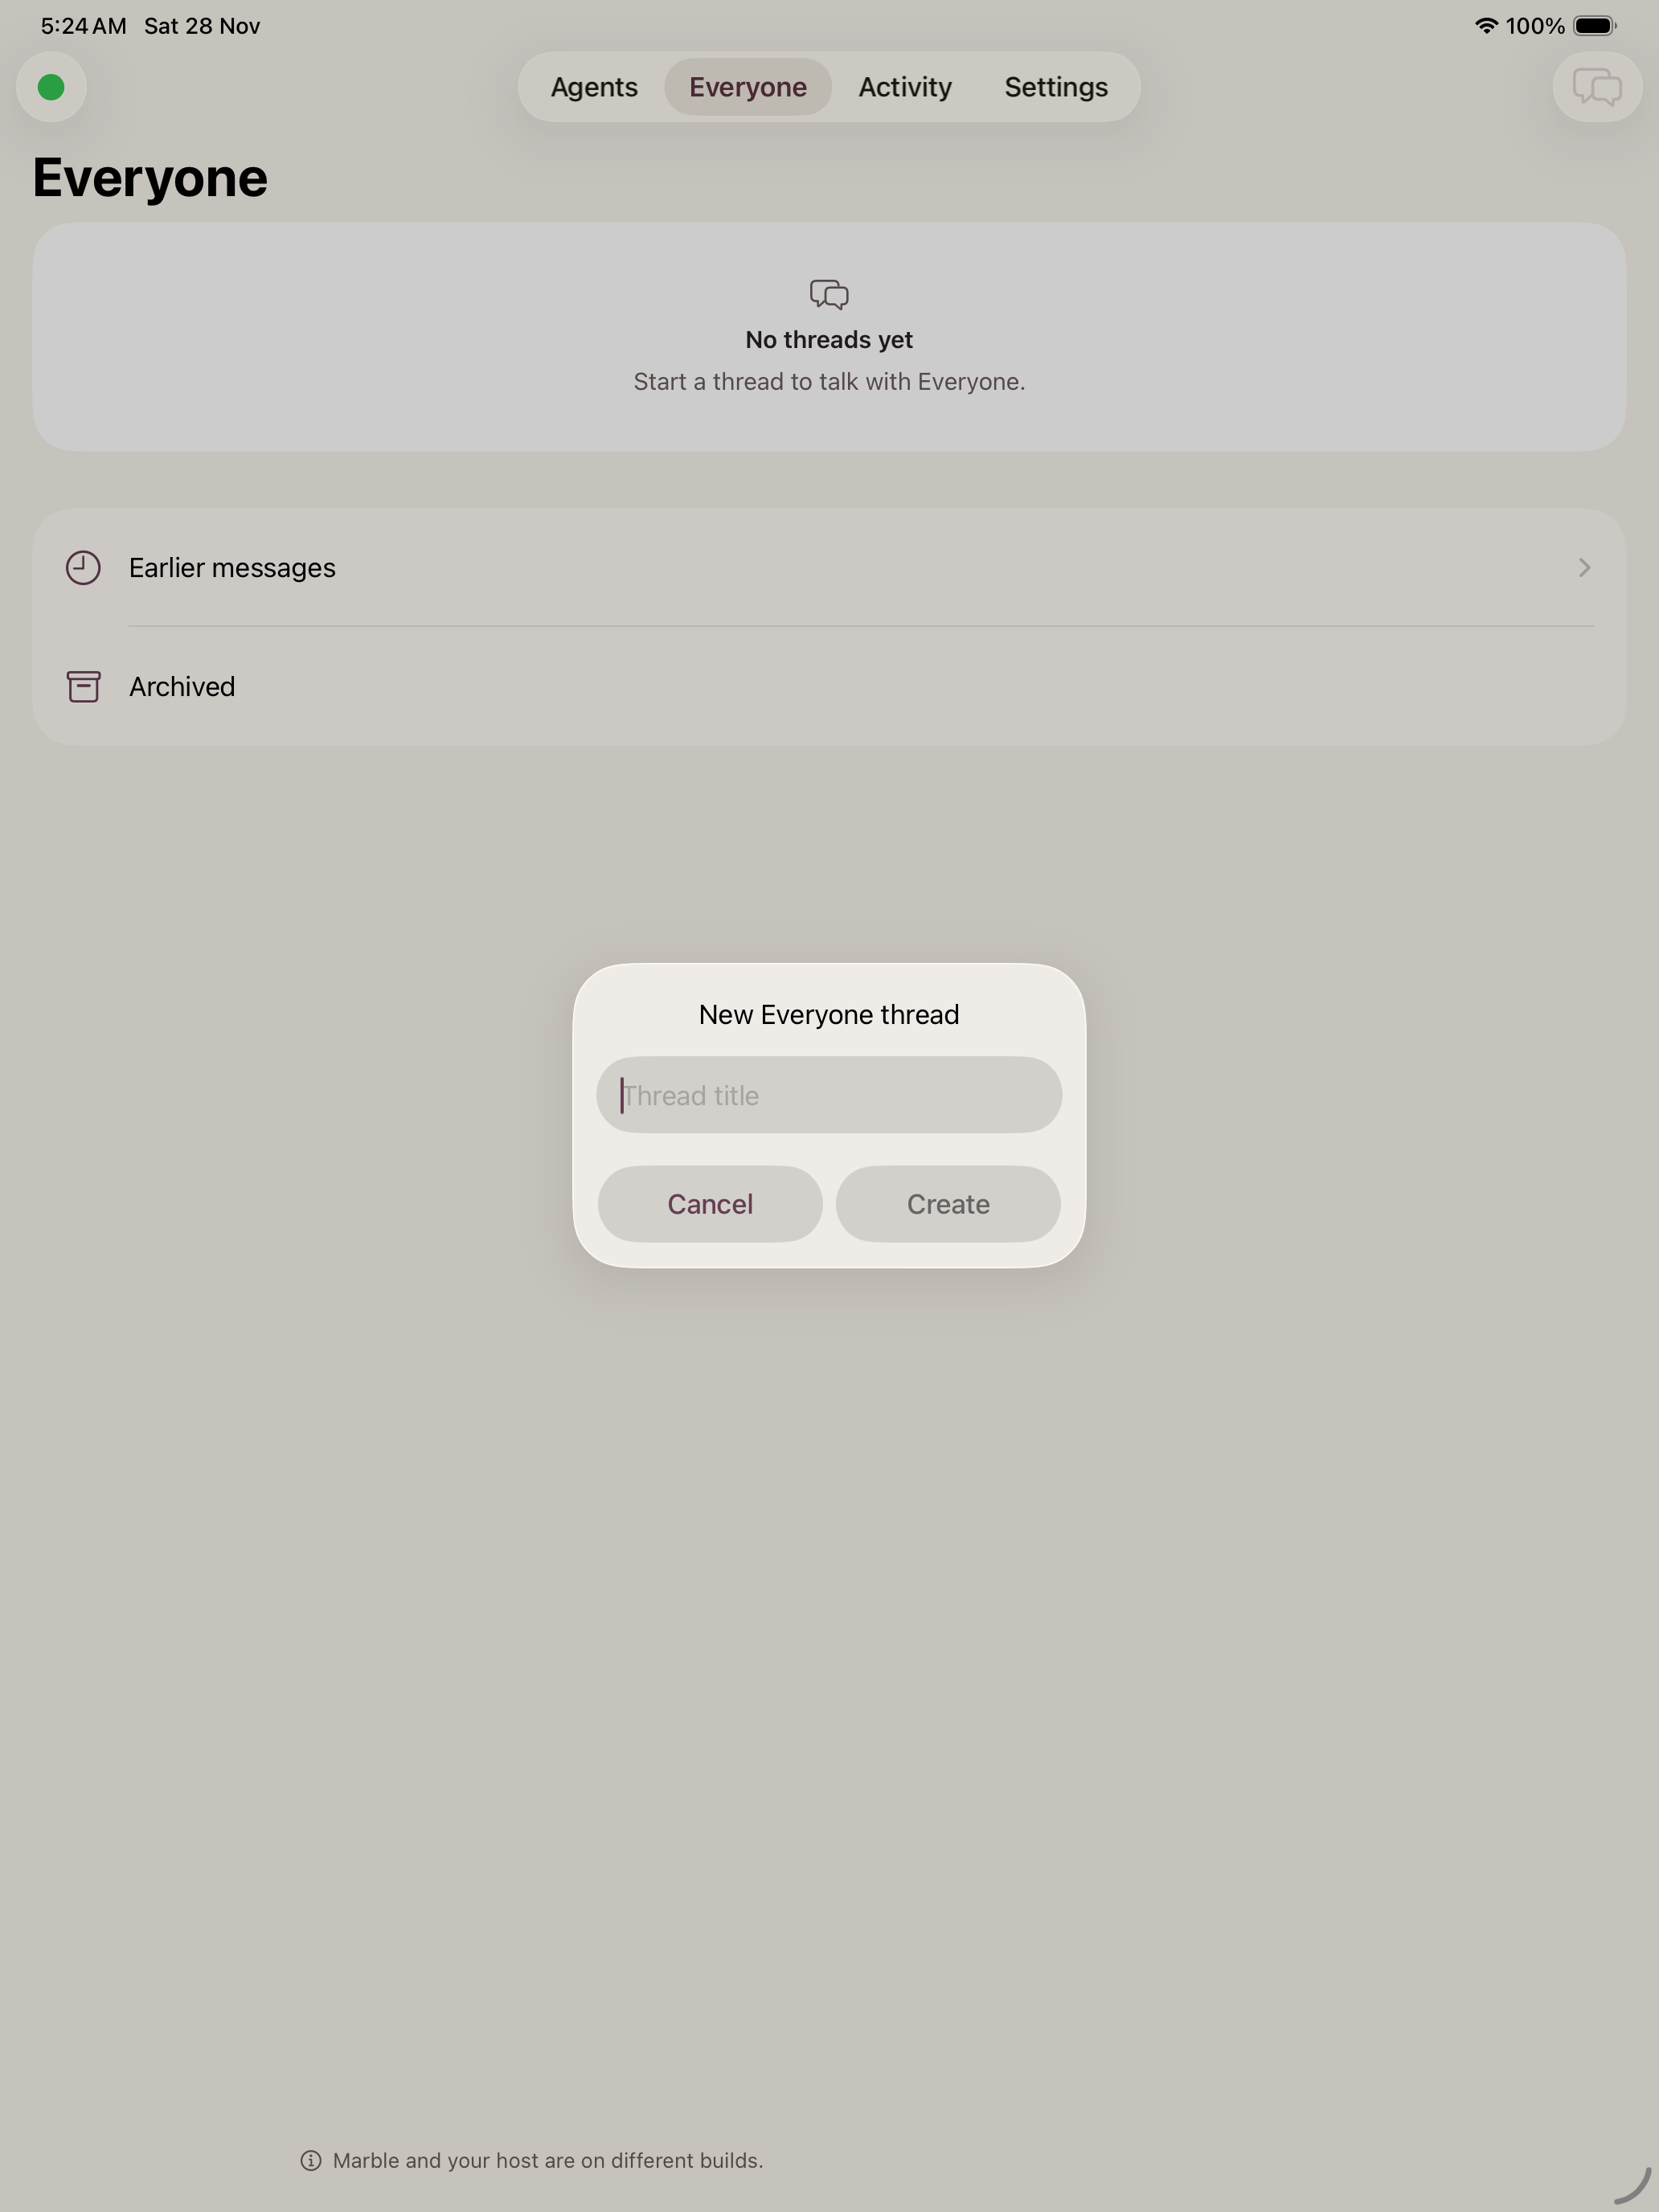 5:24 AM Sat 28 Nov
100%
Agents
Everyone
Activity
Settings
Everyone
No threads yet
Start a thread to talk with Everyone.
Earlier messages
Archived
New Everyone thread
Thread title
Cancel
Create
Marble and your host are on different builds.